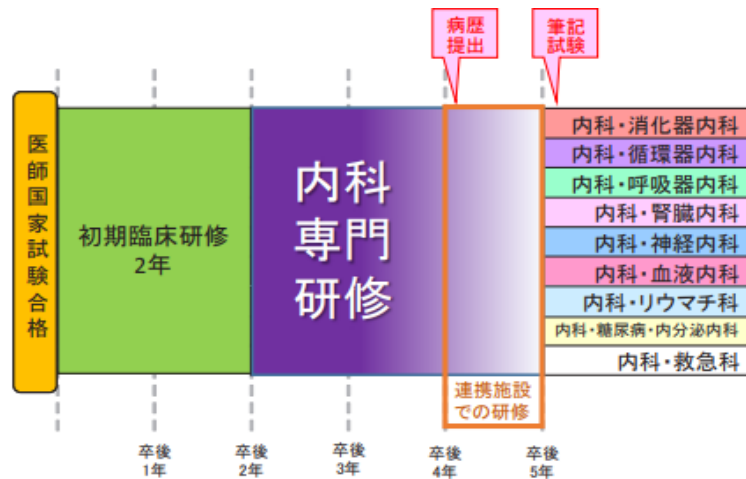 病歴
提出
筆記
試験
医師国家試験合格
初期臨床研修
2年
内科
専門
研修
内科・消化器内科
内科・循環器内科
内科・呼吸器内科
内科・腎臓内科
内科・神経内科
内科・血液内科
内科・リウマチ科
内科・糖尿病・内分泌内科
内科・救急科
連携施設
での研修
卒後
1年
卒後
2年
卒後
3年
卒後
4年
卒後
5年